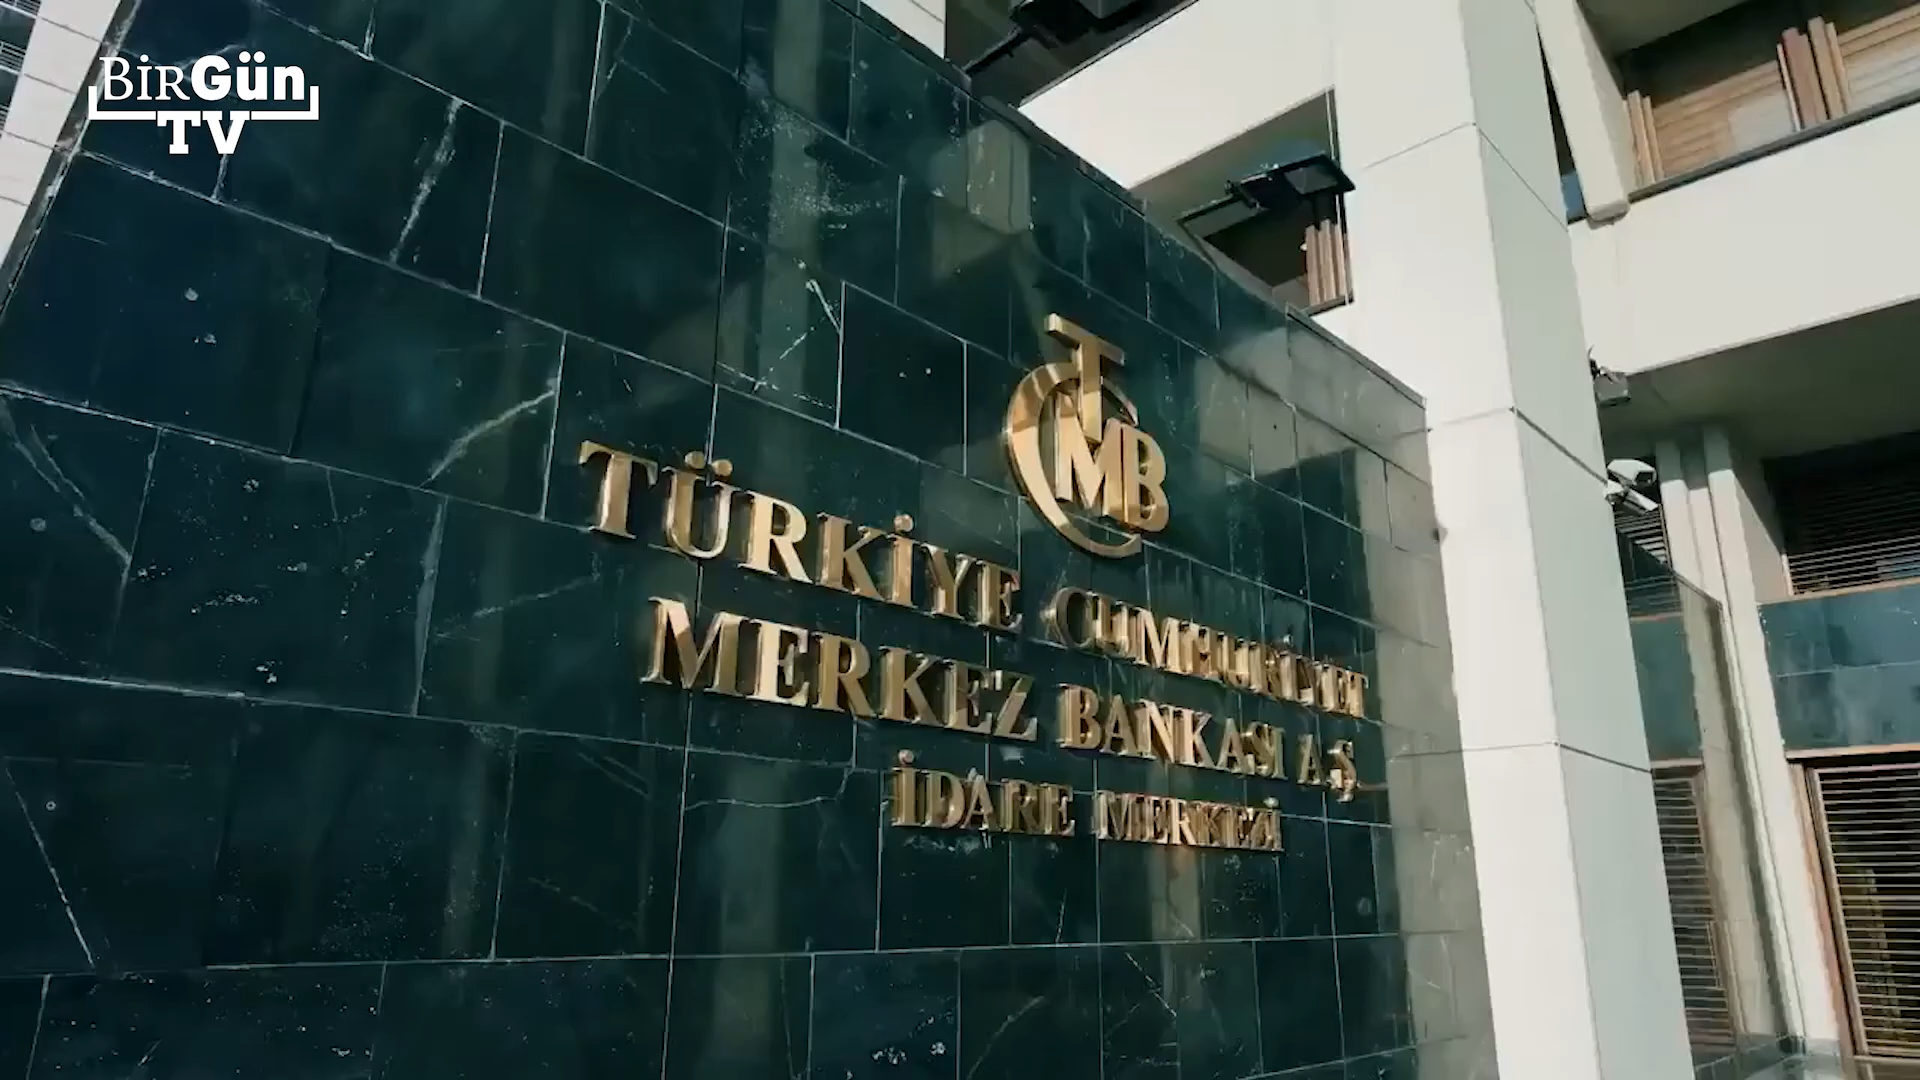 BirGün
TV
TCMB
TÜRKİYE CUMHURİYET
MERKEZ BANKASI A.Ş.
İDARE MERKEZİ